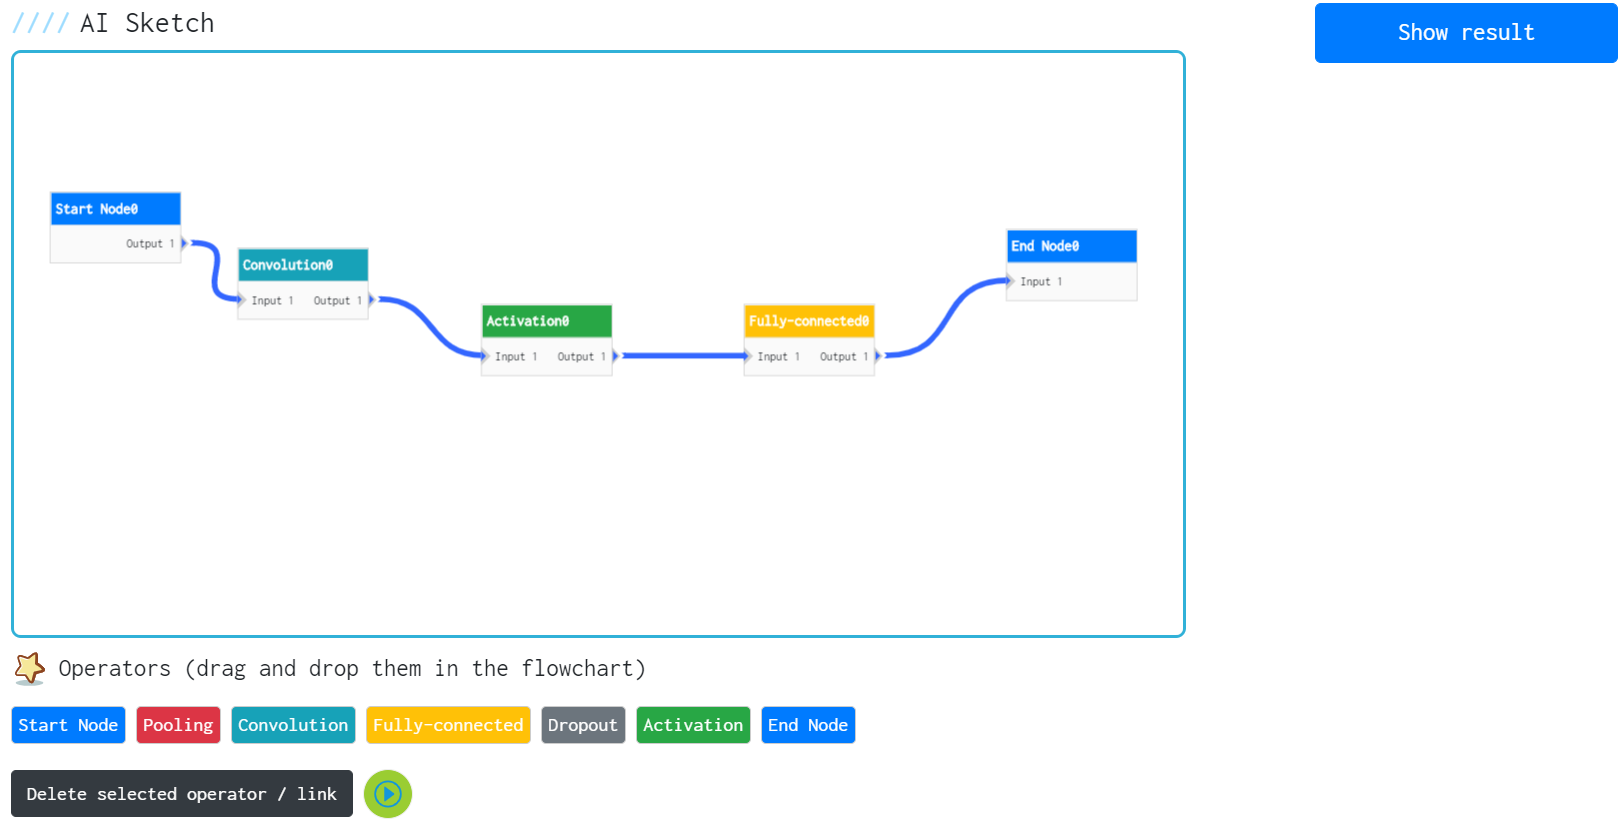 //// AI Sketch
Show result
Start Node0
Output 1
Convolution0
Input 1 Output 1
Activation0
Input 1 Output 1
Fully-connected0
Input 1 Output 1
End Node0
Input 1
Operators (drag and drop them in the flowchart)
Start Node Pooling Convolution Fully-connected Dropout Activation End Node
Delete selected operator / link